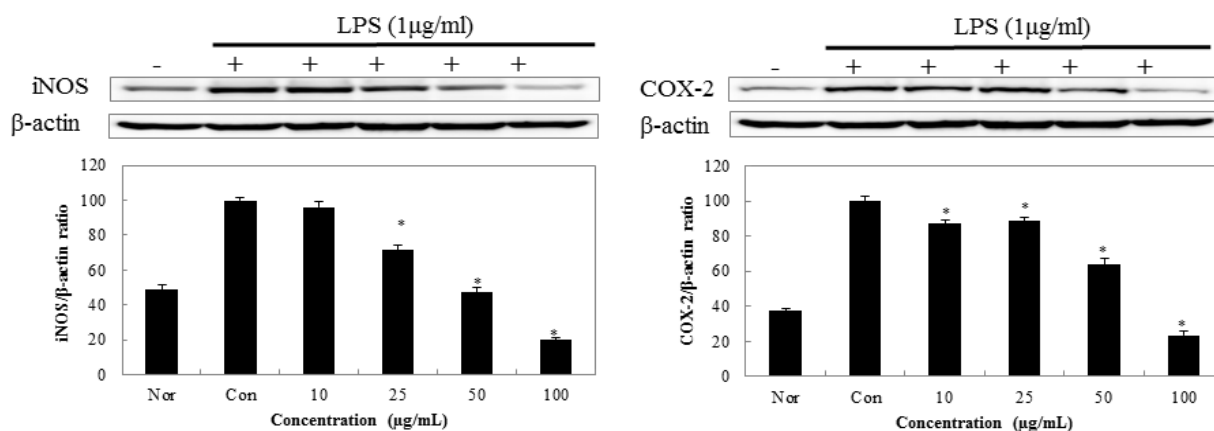 LPS (1μg/ml)
- + + + + +
iNOS
β-actin
iNOS/β-actin ratio
120
100
80
60
40
20
0
* * *
Nor Con 10 25 50 100
Concentration (μg/mL)
LPS (1μg/ml)
- + + + + +
COX-2
β-actin
COX-2/β-actin ratio
120
100
80
60
40
20
0
* * * *
Nor Con 10 25 50 100
Concentration (μg/mL)